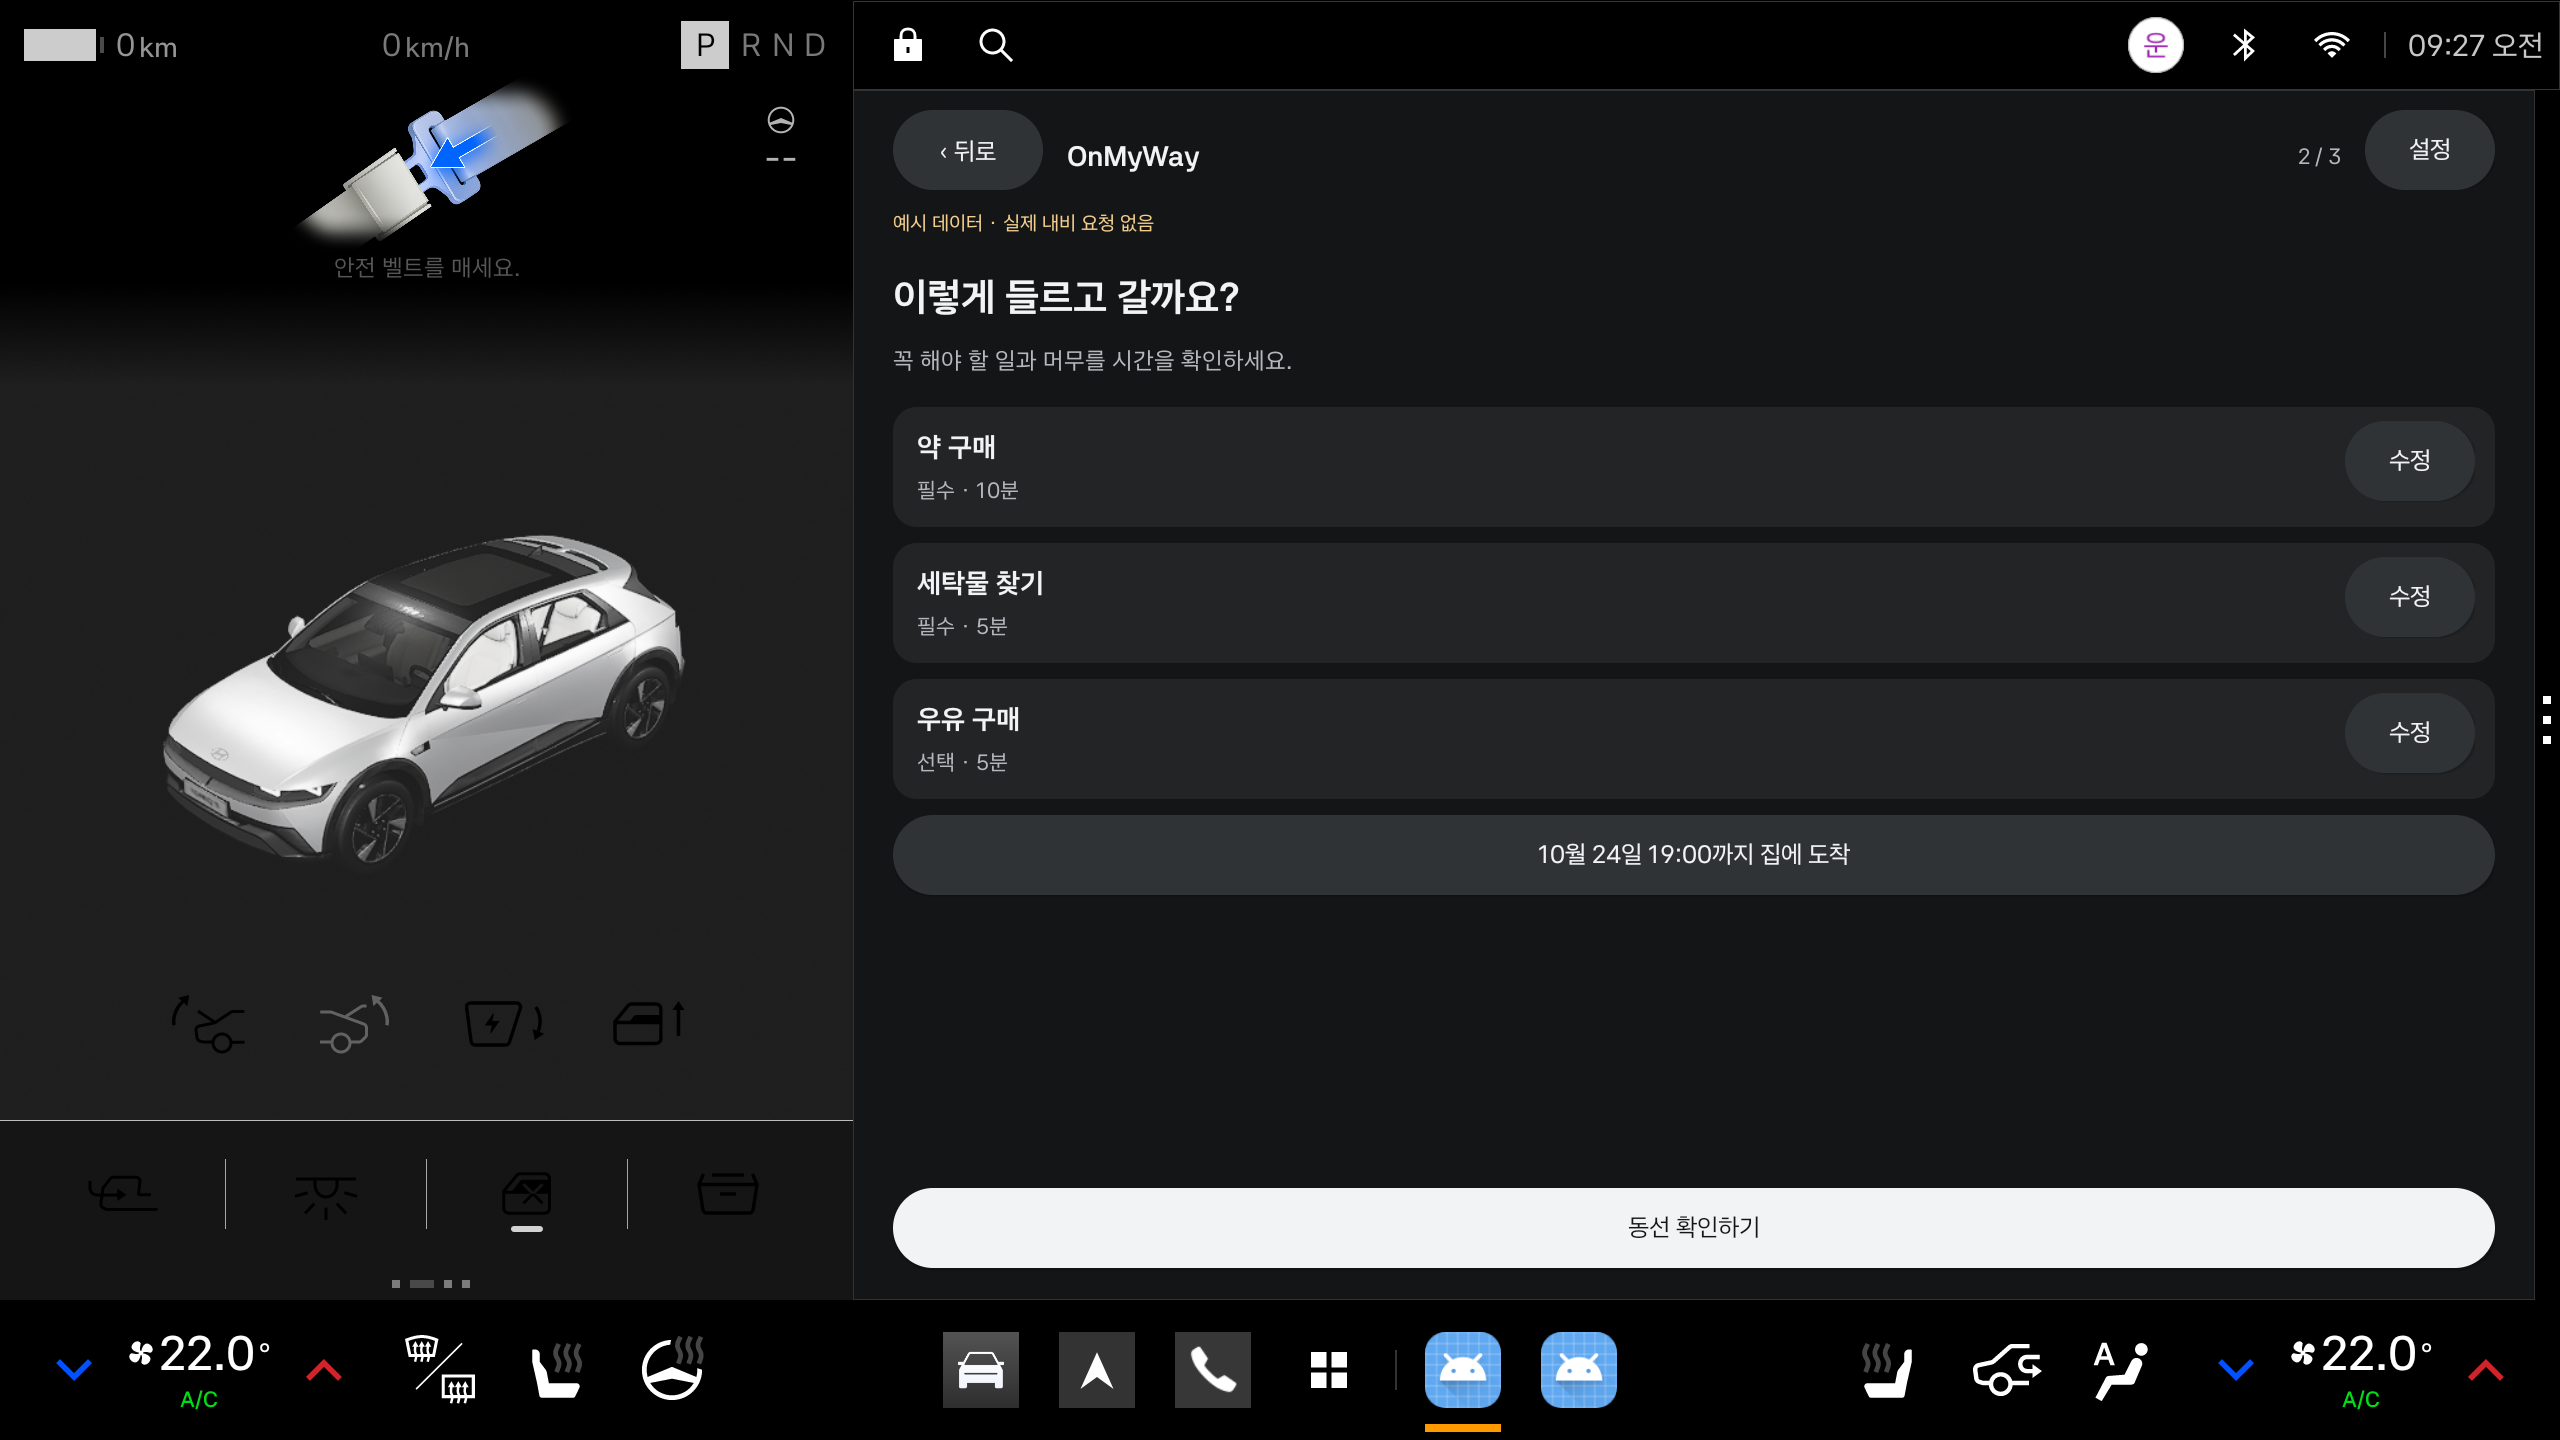 0 km
0 km/h
P R N D
안전 벨트를 매세요.
운
09:27 오전
‹ 뒤로
OnMyWay
2 / 3
설정
예시 데이터 · 실제 내비 요청 없음
이렇게 들르고 갈까요?
꼭 해야 할 일과 머무를 시간을 확인하세요.
약 구매
필수 · 10분
수정
세탁물 찾기
필수 · 5분
수정
우유 구매
선택 · 5분
수정
10월 24일 19:00까지 집에 도착
동선 확인하기
22.0°
A/C
A
22.0°
A/C